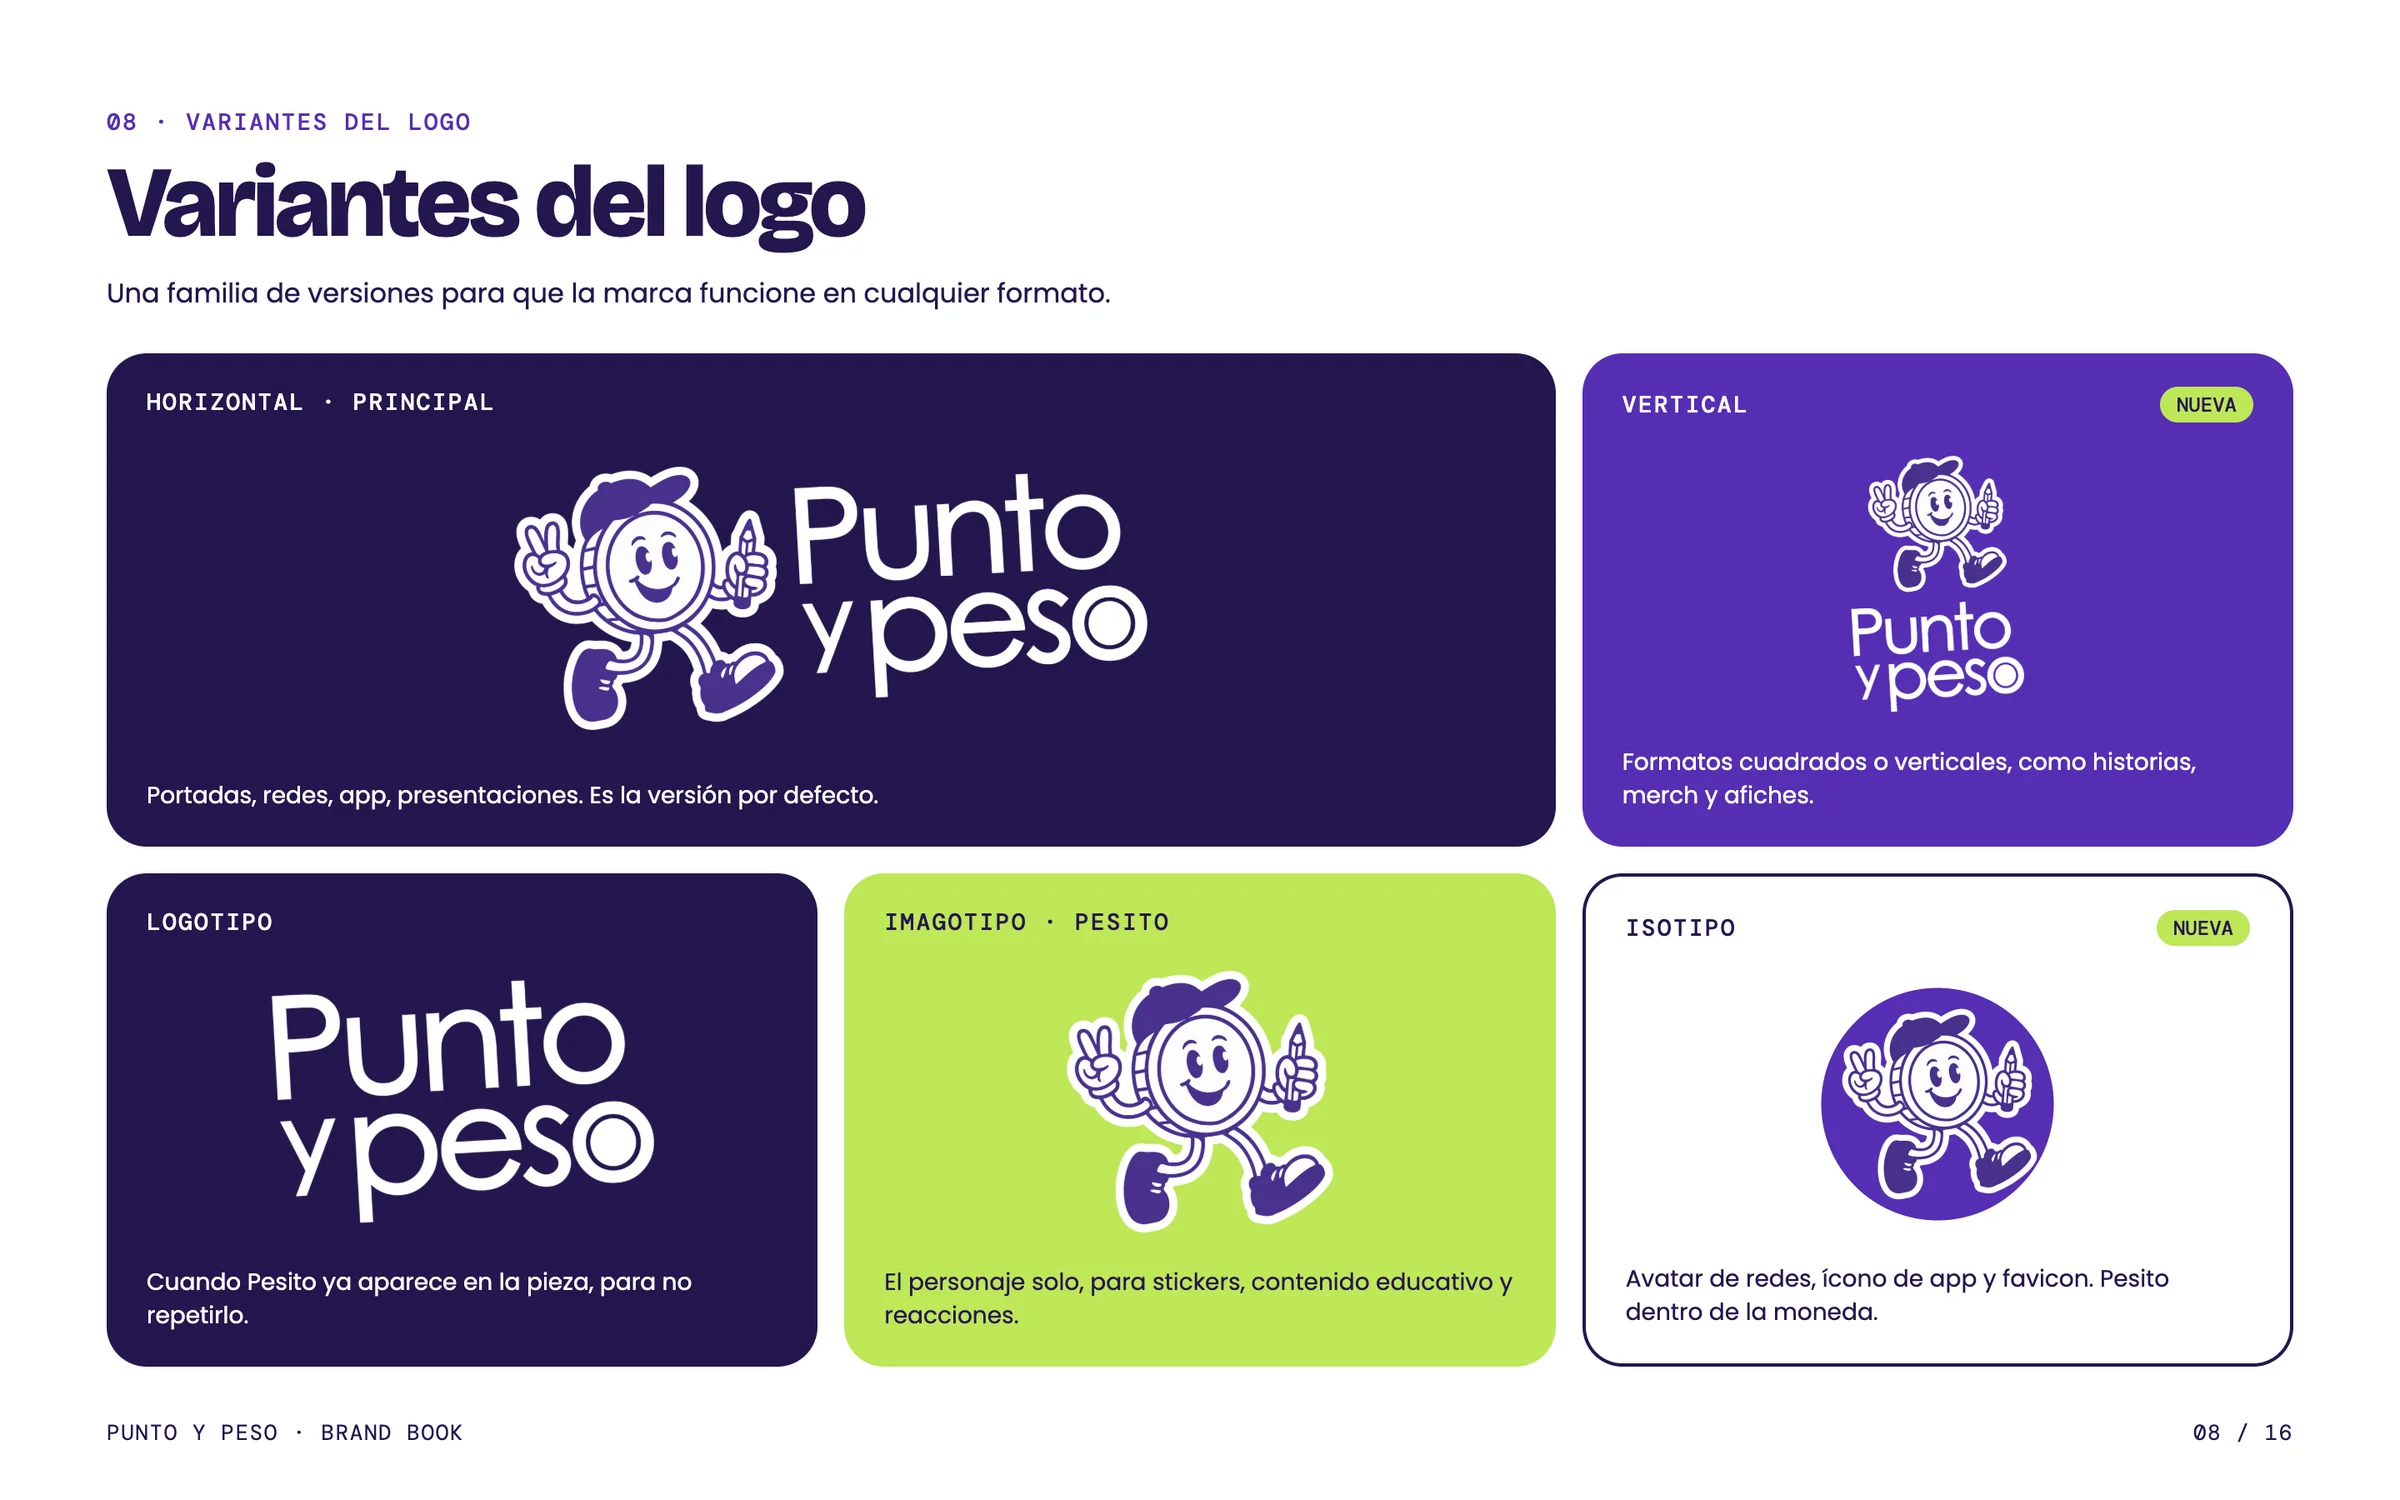 08 · VARIANTES DEL LOGO
Variantes del logo
Una familia de versiones para que la marca funcione en cualquier formato.
HORIZONTAL · PRINCIPAL
Punto
y peso
Portadas, redes, app, presentaciones. Es la versión por defecto.
VERTICAL
NUEVA
Punto
y peso
Formatos cuadrados o verticales, como historias,
merch y afiches.
LOGOTIPO
Punto
y peso
Cuando Pesito ya aparece en la pieza, para no
repetirlo.
IMAGOTIPO · PESITO
El personaje solo, para stickers, contenido educativo y
reacciones.
ISOTIPO
NUEVA
Avatar de redes, ícono de app y favicon. Pesito
dentro de la moneda.
PUNTO Y PESO · BRAND BOOK
08 / 16